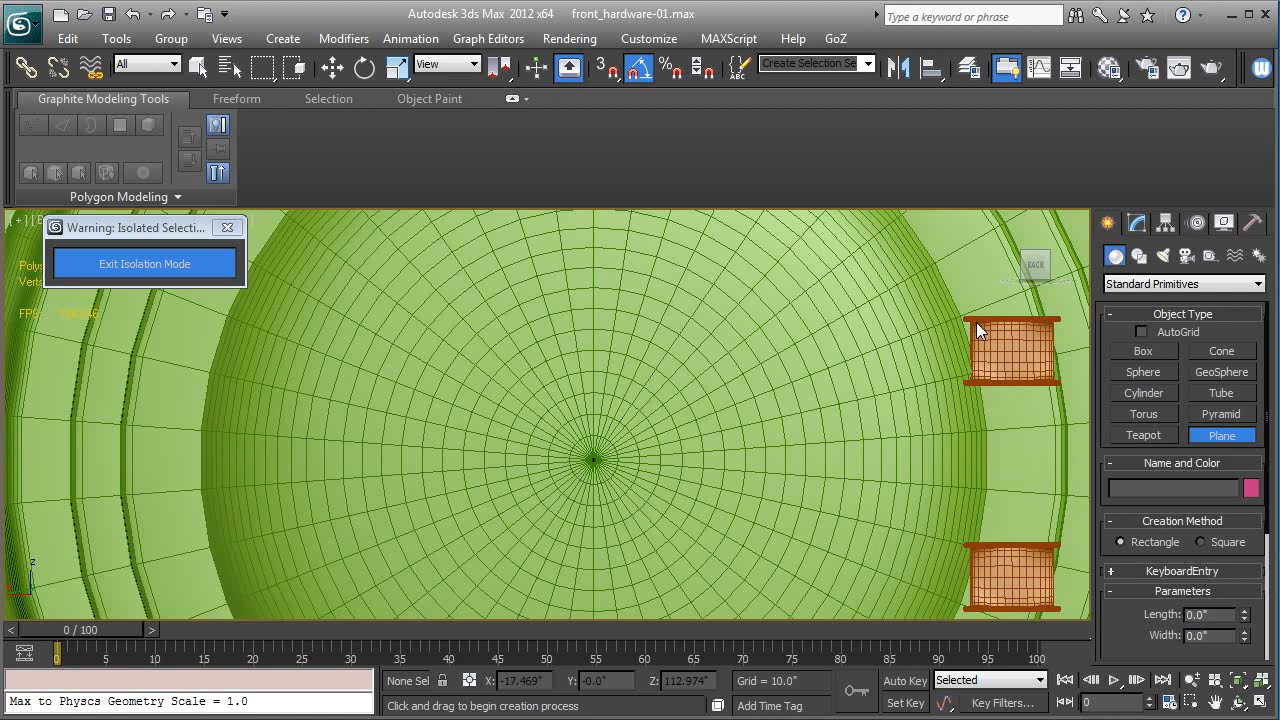 Autodesk 3ds Max 2012 x64 front_hardware-01.max
Type a keyword or phrase
Edit Tools Group Views Create Modifiers Animation Graph Editors Rendering Customize MAXScript Help GoZ
All View 3 Create Selection Se
Graphite Modeling Tools Freeform Selection Object Paint
Polygon Modeling
Warning: Isolated Selecti...
Exit Isolation Mode
FPS:
BACK
Standard Primitives
- Object Type
AutoGrid
Box Cone
Sphere GeoSphere
Cylinder Tube
Torus Pyramid
Teapot Plane
- Name and Color
- Creation Method
Rectangle Square
+ KeyboardEntry
- Parameters
Length: 0.0"
Width: 0.0"
z
< 0 / 100 >
0 5 10 15 20 25 30 35 40 45 50 55 60 65 70 75 80 85 90 95 100
None Sel X: -17.469" Y: -0.0" Z: 112.974" Grid = 10.0" Auto Key Selected
Max to Physcs Geometry Scale = 1.0 Click and drag to begin creation process Add Time Tag Set Key Key Filters... 0